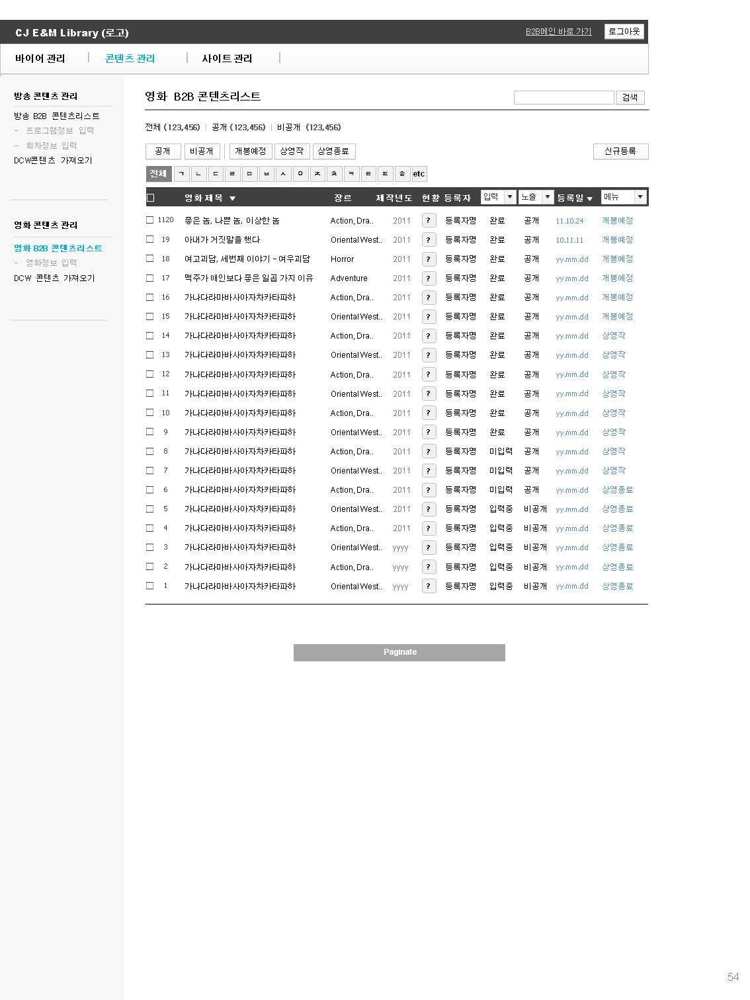 CJ E&M Library (로고) B2B메인 바로 가기 로그아웃
바이어 관리 콘텐츠 관리 사이트 관리
방송 콘텐츠 관리
방송 B2B 콘텐츠리스트
- 프로그램정보 입력
- 회차정보 입력
DCW콘텐츠 가져오기
영화 콘텐츠 관리
영화 B2B 콘텐츠리스트
- 영화정보 입력
DCW 콘텐츠 가져오기
영화 B2B 콘텐츠리스트 검색
전체 (123,456) | 공개 (123,456) | 비공개 (123,456)
공개 비공개 개봉예정 상영작 상영종료 신규등록
전체 ㄱ ㄴ ㄷ ㄹ ㅁ ㅂ ㅅ ㅇ ㅈ ㅊ ㅋ ㅌ ㅍ ㅎ etc
영화제목 ▼ 장르 제작년도 현황 등록자 입력 ▼ 노출 ▼ 등록일 ▼ 메뉴 ▼
1120 좋은 놈, 나쁜 놈, 이상한 놈 Action, Dra.. 2011 ? 등록자명 완료 공개 11.10.24 개봉예정
19 아내가 거짓말을 했다 Oriental West.. 2011 ? 등록자명 완료 공개 10.11.11 개봉예정
18 여고괴담, 세번째 이야기 - 여우괴담 Horror 2011 ? 등록자명 완료 공개 yy.mm.dd 개봉예정
17 맥주가 애인보다 좋은 일곱 가지 이유 Adventure 2011 ? 등록자명 완료 공개 yy.mm.dd 개봉예정
16 가나다라마바사아자차카타파하 Action, Dra.. 2011 ? 등록자명 완료 공개 yy.mm.dd 개봉예정
15 가나다라마바사아자차카타파하 Oriental West.. 2011 ? 등록자명 완료 공개 yy.mm.dd 개봉예정
14 가나다라마바사아자차카타파하 Action, Dra.. 2011 ? 등록자명 완료 공개 yy.mm.dd 상영작
13 가나다라마바사아자차카타파하 Oriental West.. 2011 ? 등록자명 완료 공개 yy.mm.dd 상영작
12 가나다라마바사아자차카타파하 Action, Dra.. 2011 ? 등록자명 완료 공개 yy.mm.dd 상영작
11 가나다라마바사아자차카타파하 Oriental West.. 2011 ? 등록자명 완료 공개 yy.mm.dd 상영작
10 가나다라마바사아자차카타파하 Action, Dra.. 2011 ? 등록자명 완료 공개 yy.mm.dd 상영작
9 가나다라마바사아자차카타파하 Oriental West.. 2011 ? 등록자명 완료 공개 yy.mm.dd 상영작
8 가나다라마바사아자차카타파하 Action, Dra.. 2011 ? 등록자명 미입력 공개 yy.mm.dd 상영작
7 가나다라마바사아자차카타파하 Oriental West.. 2011 ? 등록자명 미입력 공개 yy.mm.dd 상영작
6 가나다라마바사아자차카타파하 Action, Dra.. 2011 ? 등록자명 미입력 공개 yy.mm.dd 상영종료
5 가나다라마바사아자차카타파하 Oriental West.. 2011 ? 등록자명 입력중 비공개 yy.mm.dd 상영종료
4 가나다라마바사아자차카타파하 Action, Dra.. 2011 ? 등록자명 입력중 비공개 yy.mm.dd 상영종료
3 가나다라마바사아자차카타파하 Oriental West.. yyyy ? 등록자명 입력중 비공개 yy.mm.dd 상영종료
2 가나다라마바사아자차카타파하 Action, Dra.. yyyy ? 등록자명 입력중 비공개 yy.mm.dd 상영종료
1 가나다라마바사아자차카타파하 Oriental West.. yyyy ? 등록자명 입력중 비공개 yy.mm.dd 상영종료
Paginate
54